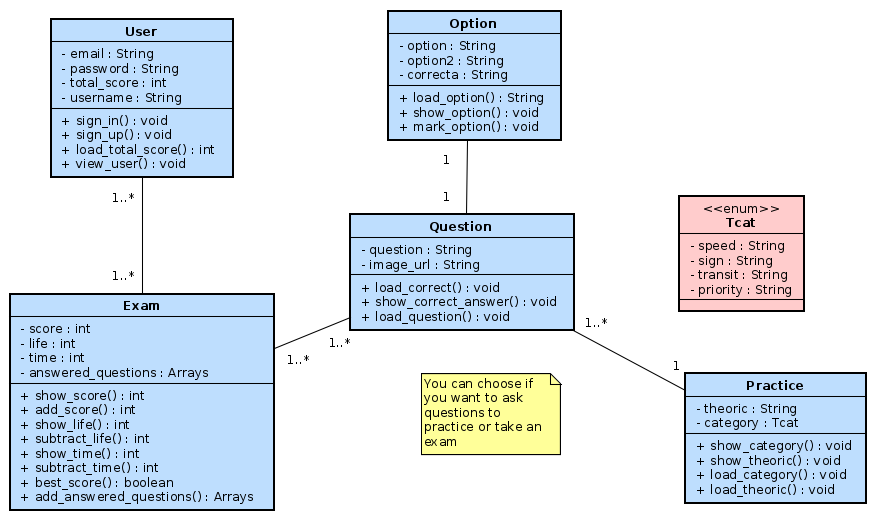 User
- email : String
- password : String
- total_score : int
- username : String
+ sign_in() : void
+ sign_up() : void
+ load_total_score() : int
+ view_user() : void
1..*
1..*
Exam
- score : int
- life : int
- time : int
- answered_questions : Arrays
+ show_score() : int
+ add_score() : int
+ show_life() : int
+ subtract_life() : int
+ show_time() : int
+ subtract_time() : int
+ best_score() : boolean
+ add_answered_questions() : Arrays
1..*
1..*
Option
- option : String
- option2 : String
- correcta : String
+ load_option() : String
+ show_option() : void
+ mark_option() : void
1
1
Question
- question : String
- image_url : String
+ load_correct() : void
+ show_correct_answer() : void
+ load_question() : void
1..*
1
You can choose if
you want to ask
questions to
practice or take an
exam
<<enum>>
Tcat
- speed : String
- sign : String
- transit : String
- priority : String
Practice
- theoric : String
- category : Tcat
+ show_category() : void
+ show_theoric() : void
+ load_category() : void
+ load_theoric() : void